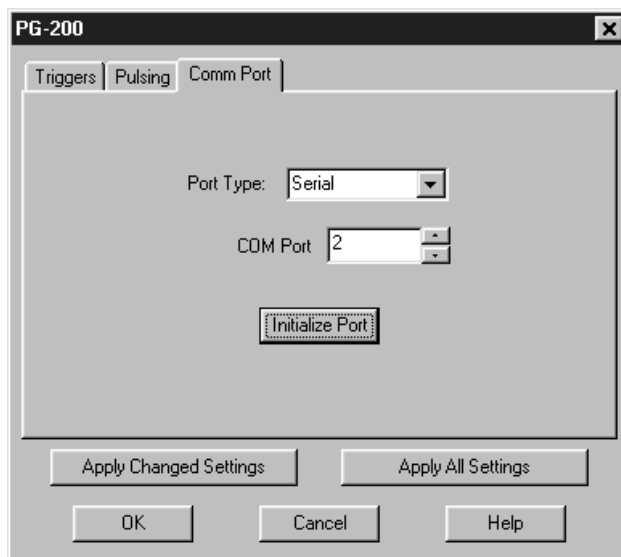 PG-200
Triggers Pulsing Comm Port
Port Type: Serial
COM Port 2
Initialize Port
Apply Changed Settings Apply All Settings
OK Cancel Help